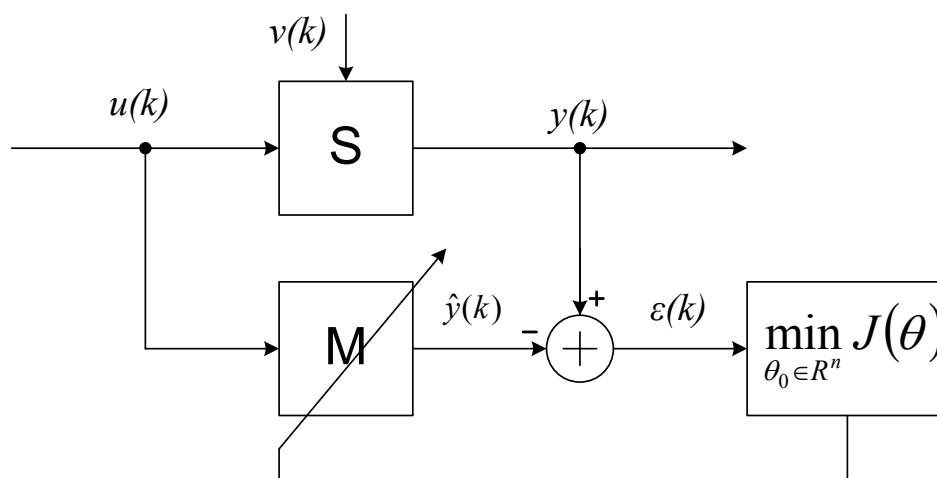 v(k)
u(k)
S
y(k)
M
ŷ(k)
-
+
+
ε(k)
min J(θ)
θ₀∈Rⁿ